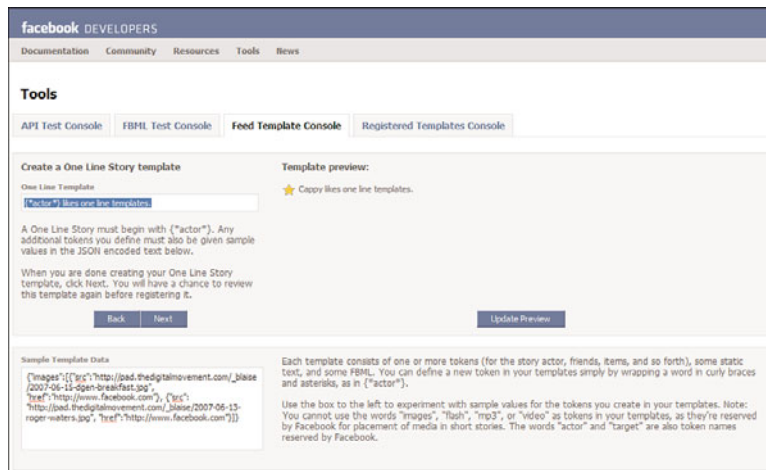 facebook DEVELOPERS
Documentation Community Resources Tools News
Tools
API Test Console FBML Test Console Feed Template Console Registered Templates Console
Create a One Line Story template
One Line Template
{*actor*} likes one line templates.
A One Line Story must begin with {*actor*}. Any
additional tokens you define must also be given sample
values in the JSON encoded text below.
When you are done creating your One Line Story
template, click Next. You will have a chance to review
this template again before registering it.
Back Next
Template preview:
Cappy likes one line templates.
Update Preview
Sample Template Data
{"images":[{"src":"http://pad.thedigitalmovement.com/_blaise
/2007-06-15-dgen-breakfast.jpg",
"href":"http://www.facebook.com"}, {"src":
"http://pad.thedigitalmovement.com/_blaise/2007-06-13-
roger-waters.jpg", "href":"http://www.facebook.com"}]}
Each template consists of one or more tokens (for the story actor, friends, items, and so forth), some static
text, and some FBML. You can define a new token in your templates simply by wrapping a word in curly braces
and asterisks, as in {*actor*}.
Use the box to the left to experiment with sample values for the tokens you create in your templates. Note:
You cannot use the words "images", "flash", "mp3", or "video" as tokens in your templates, as they're reserved
by Facebook for placement of media in short stories. The words "actor" and "target" are also token names
reserved by Facebook.